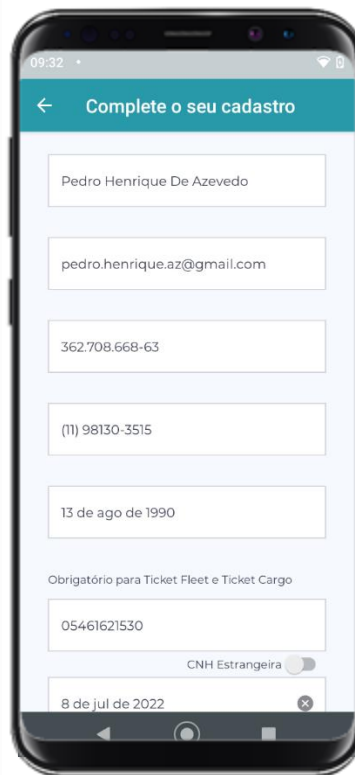 09:32
Complete o seu cadastro
Pedro Henrique De Azevedo
pedro.henrique.az@gmail.com
362.708.668-63
(11) 98130-3515
13 de ago de 1990
Obrigatório para Ticket Fleet e Ticket Cargo
05461621530
CNH Estrangeira
8 de jul de 2022